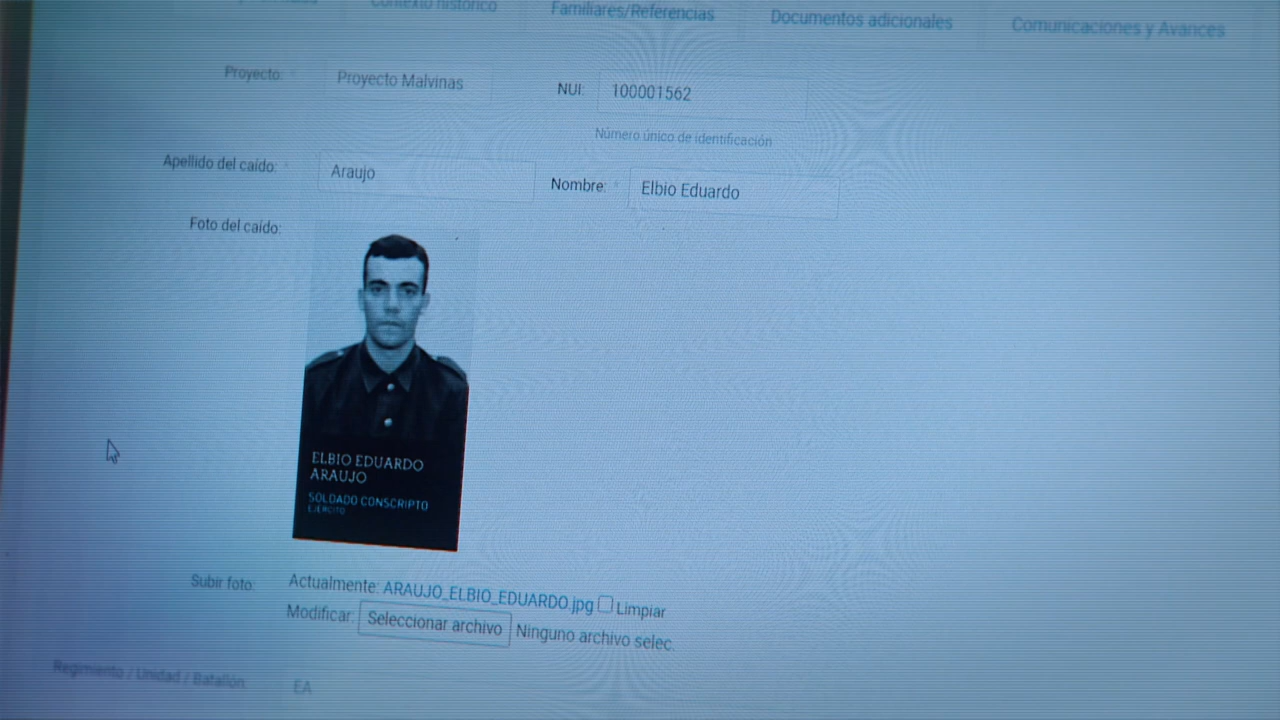 Contexto histórico
Familiares/Referencias
Documentos adicionales
Comunicaciones y Avances
Proyecto: Proyecto Malvinas NUI: 100001562
Número único de identificación
Apellido del caído: * Araujo Nombre: * Elbio Eduardo
Foto del caído:
ELBIO EDUARDO
ARAUJO
SOLDADO CONSCRIPTO
EJÉRCITO
Subir foto: Actualmente: ARAUJO_ELBIO_EDUARDO.jpg Limpiar
Modificar: Seleccionar archivo Ninguno archivo selec.
Regimiento / Unidad / Batallón: EA